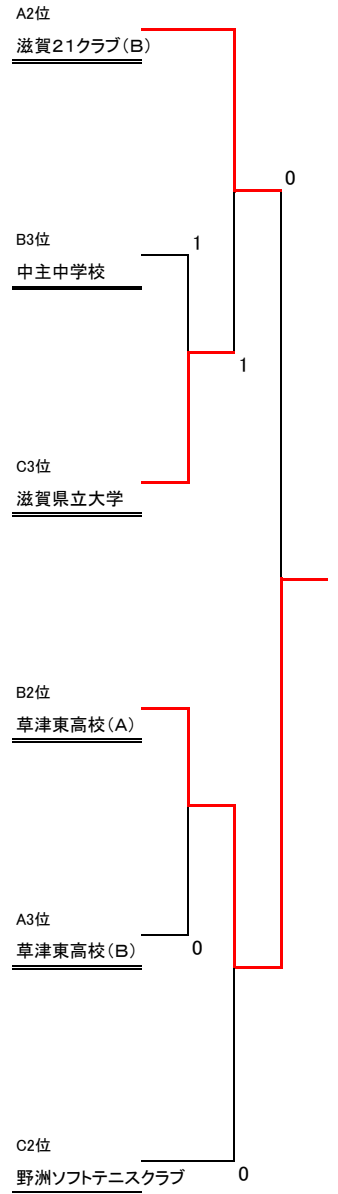 A2位
滋賀21クラブ(B)
0
B3位
1
中主中学校
1
C3位
滋賀県立大学
B2位
草津東高校(A)
A3位
0
草津東高校(B)
C2位
野洲ソフトテニスクラブ
0